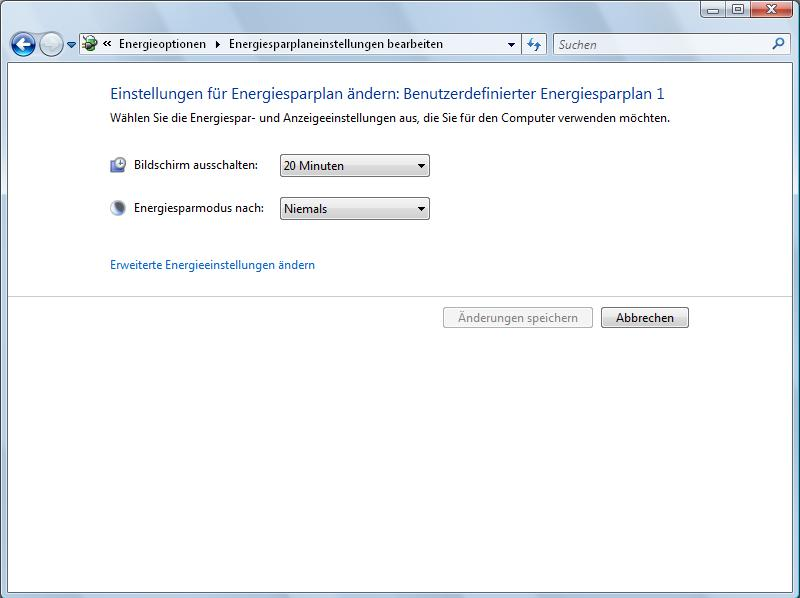 « Energieoptionen Energiesparplaneinstellungen bearbeiten Suchen
Einstellungen für Energiesparplan ändern: Benutzerdefinierter Energiesparplan 1
Wählen Sie die Energiespar- und Anzeigeeinstellungen aus, die Sie für den Computer verwenden möchten.
Bildschirm ausschalten: 20 Minuten
Energiesparmodus nach: Niemals
Erweiterte Energieeinstellungen ändern
Änderungen speichern Abbrechen